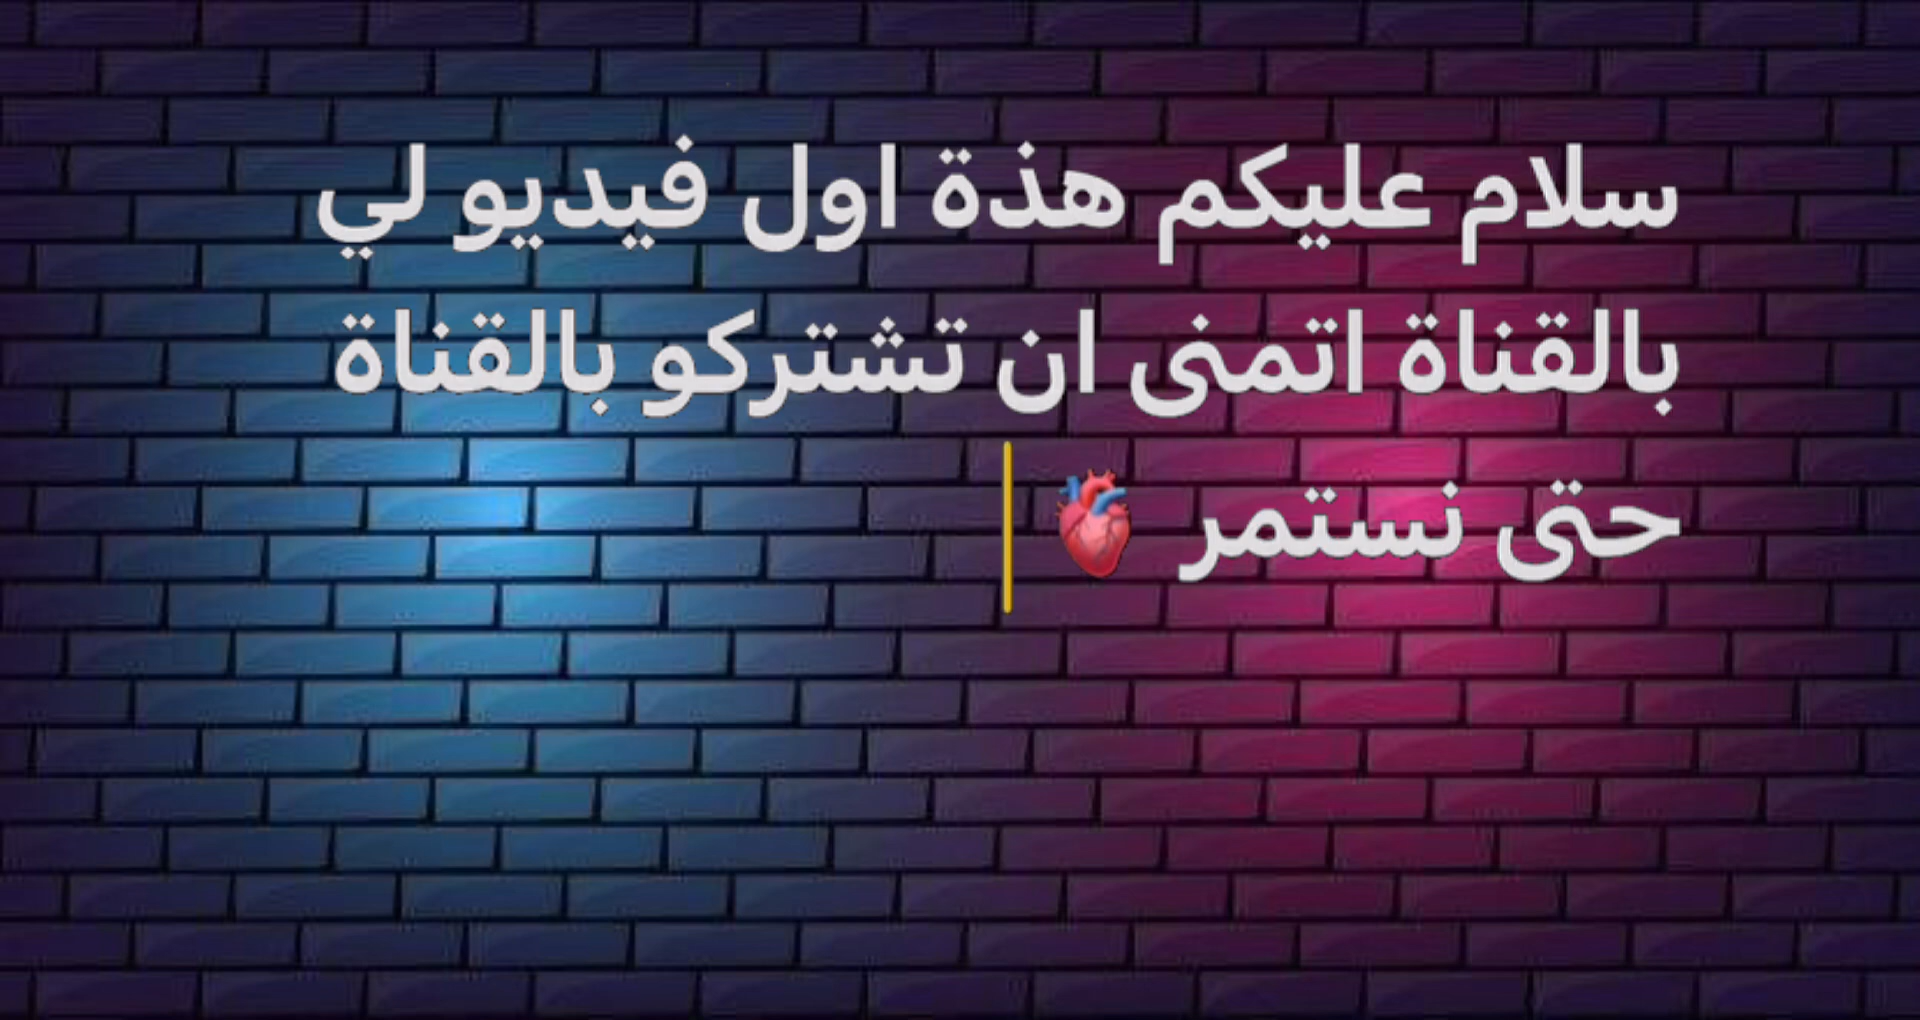 سلام عليكم هذة اول فيديو لي
بالقناة اتمنى ان تشتركو بالقناة
حتى نستمر 🫀